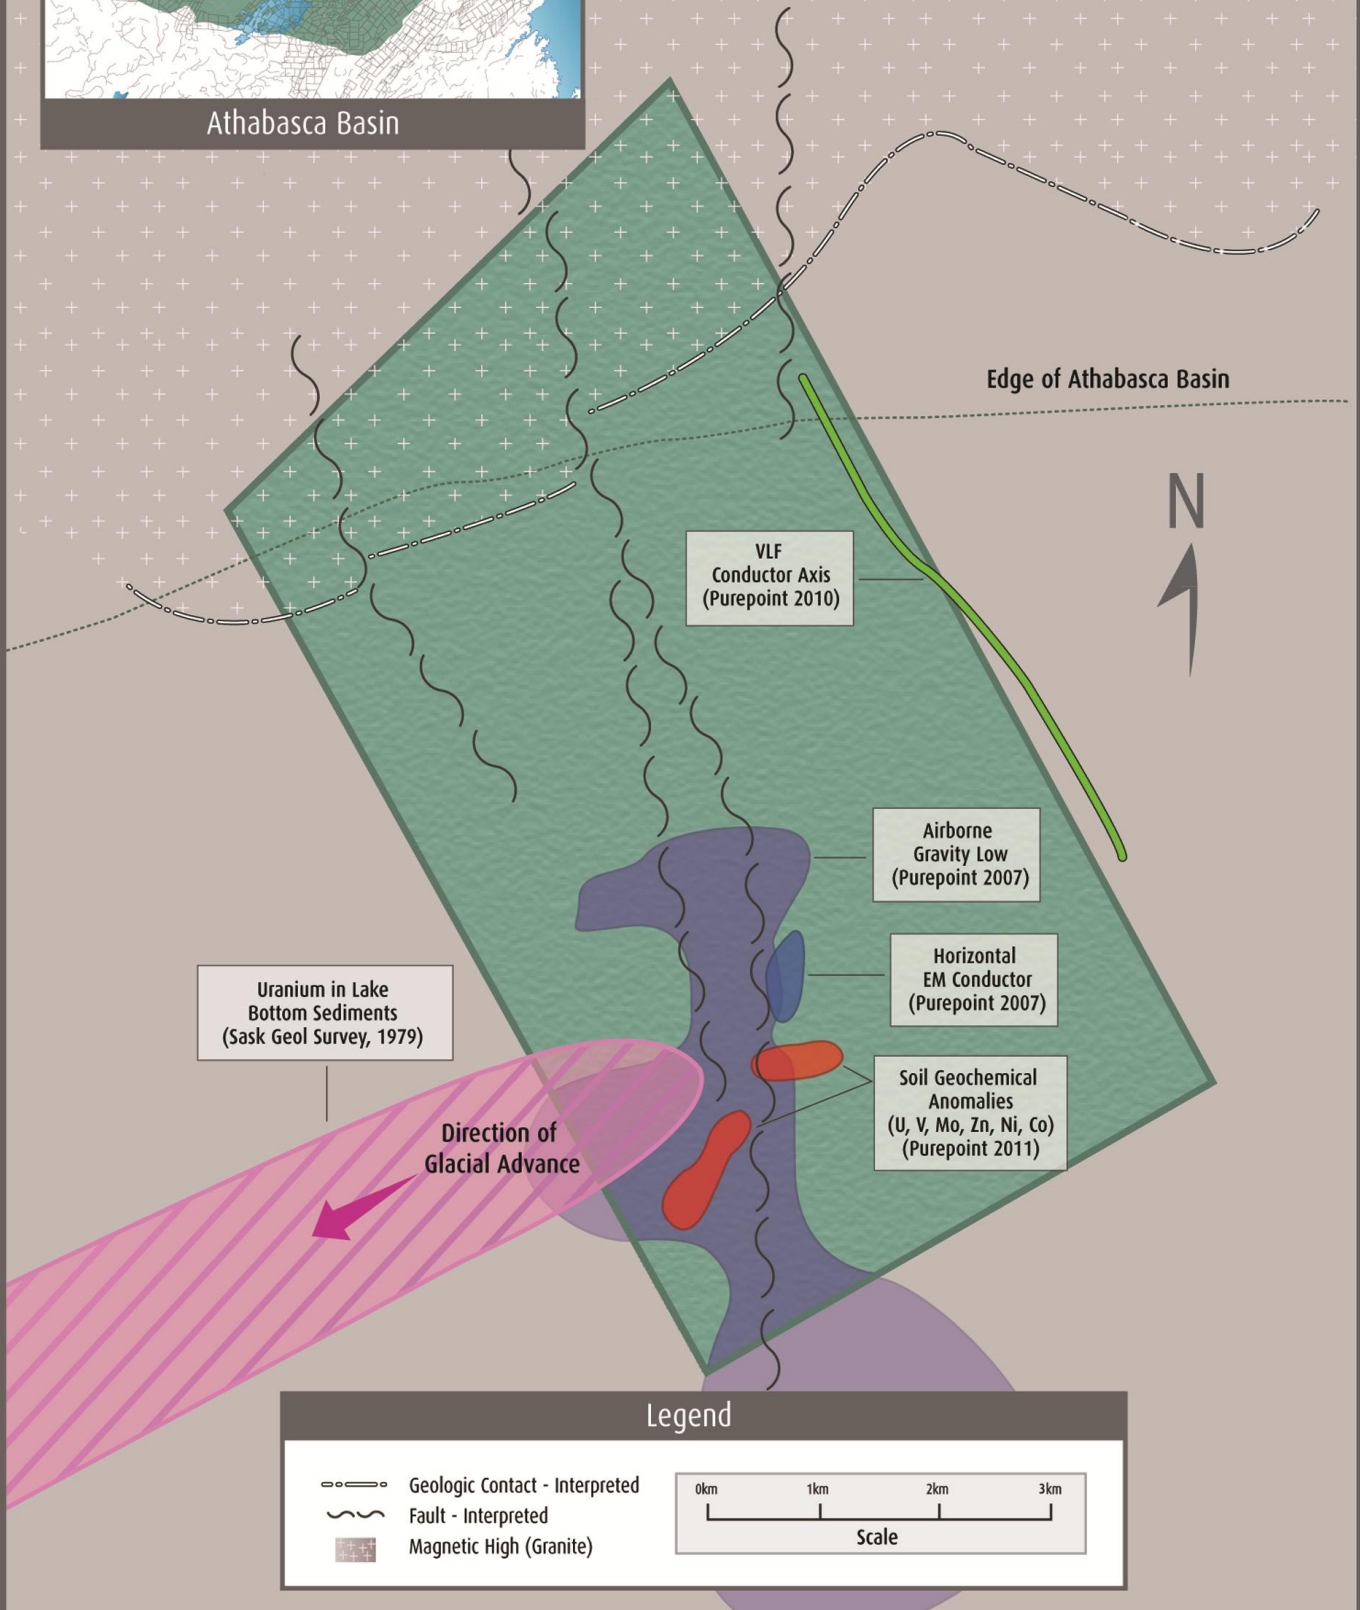 Athabasca Basin
Edge of Athabasca Basin
N
VLF
Conductor Axis
(Purepoint 2010)
Airborne
Gravity Low
(Purepoint 2007)
Horizontal
EM Conductor
(Purepoint 2007)
Uranium in Lake
Bottom Sediments
(Sask Geol Survey, 1979)
Soil Geochemical
Anomalies
(U, V, Mo, Zn, Ni, Co)
(Purepoint 2011)
Direction of
Glacial Advance
Legend
Geologic Contact - Interpreted
Fault - Interpreted
Magnetic High (Granite)
0km 1km 2km 3km
Scale